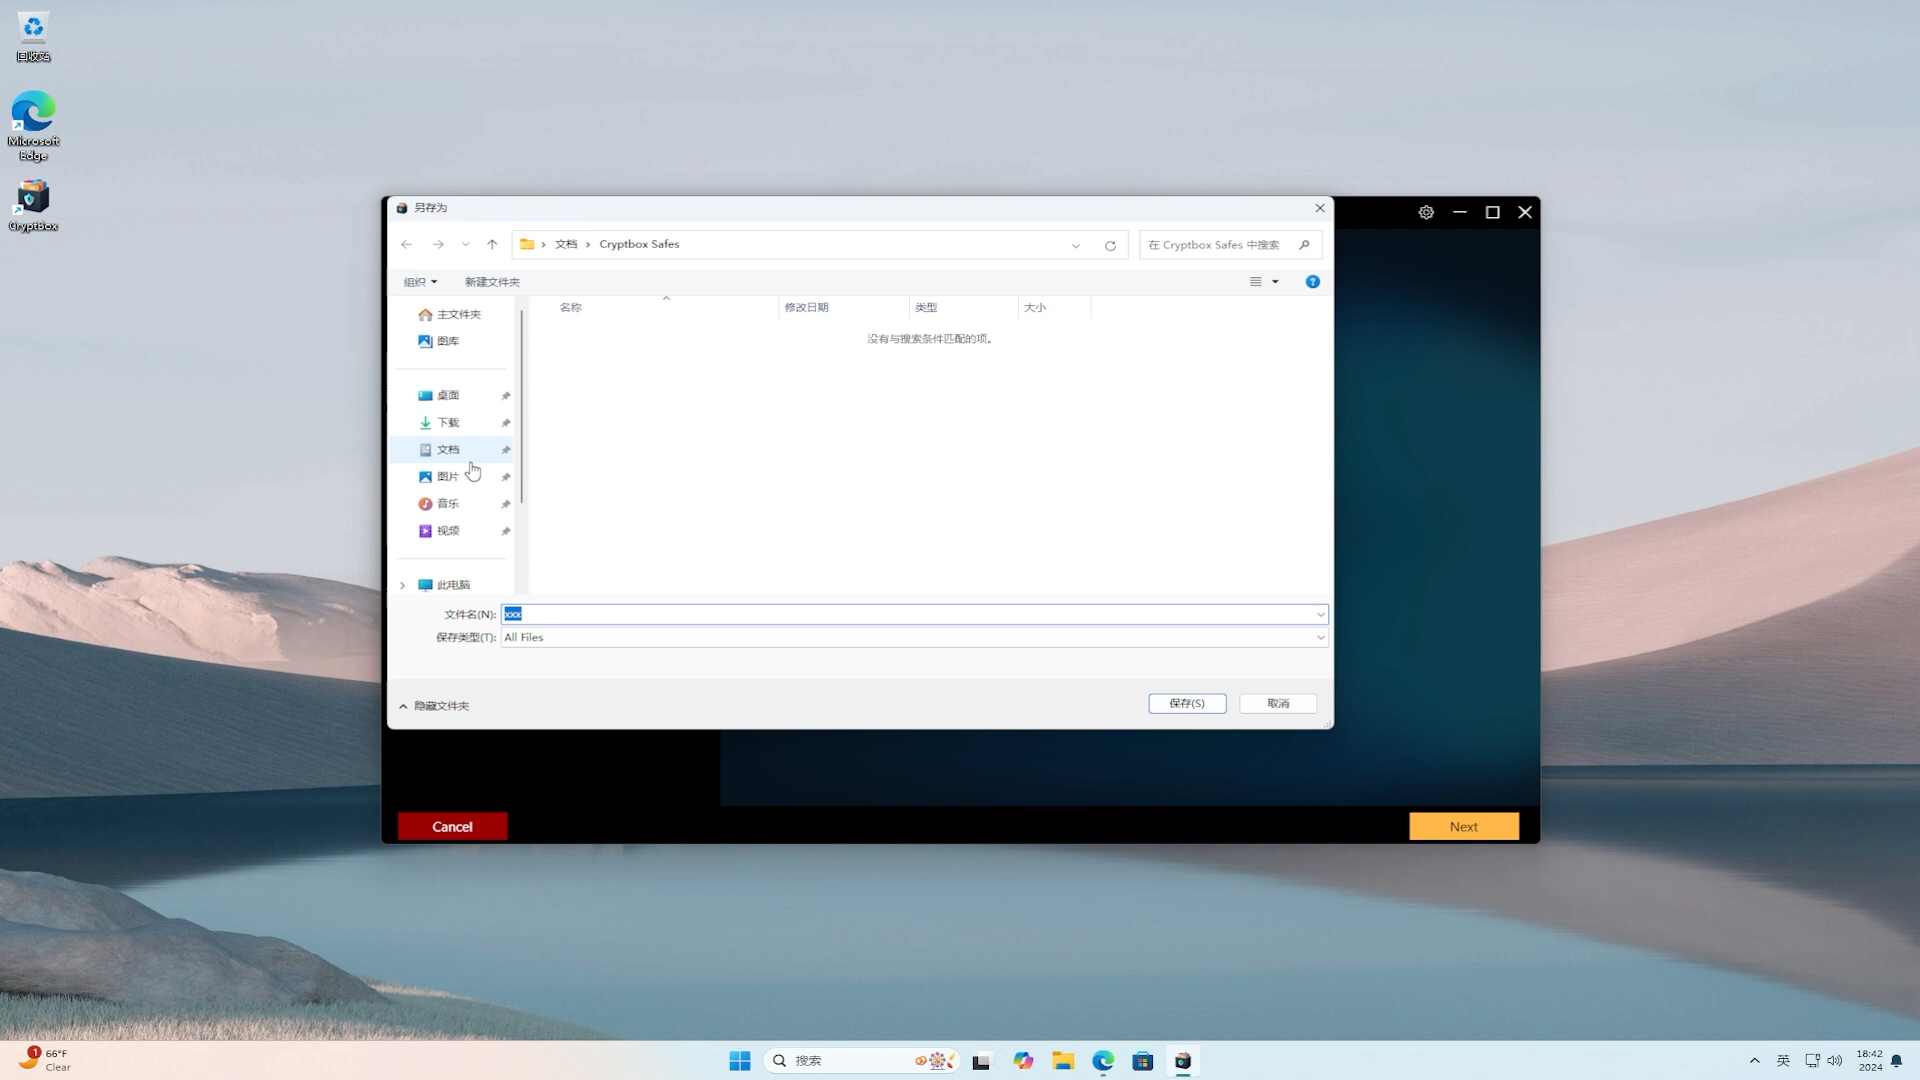 回收站
Microsoft
Edge
CryptBox
另存为
文档
Cryptbox Safes
在 Cryptbox Safes 中搜索
组织
新建文件夹
名称
修改日期
类型
大小
没有与搜索条件匹配的项。
主文件夹
图库
桌面
下载
文档
图片
音乐
视频
此电脑
文件名(N):
xxx
保存类型(T):
All Files
隐藏文件夹
保存(S)
取消
Cancel
Next
1
66°F
Clear
搜索
英
18:42
2024